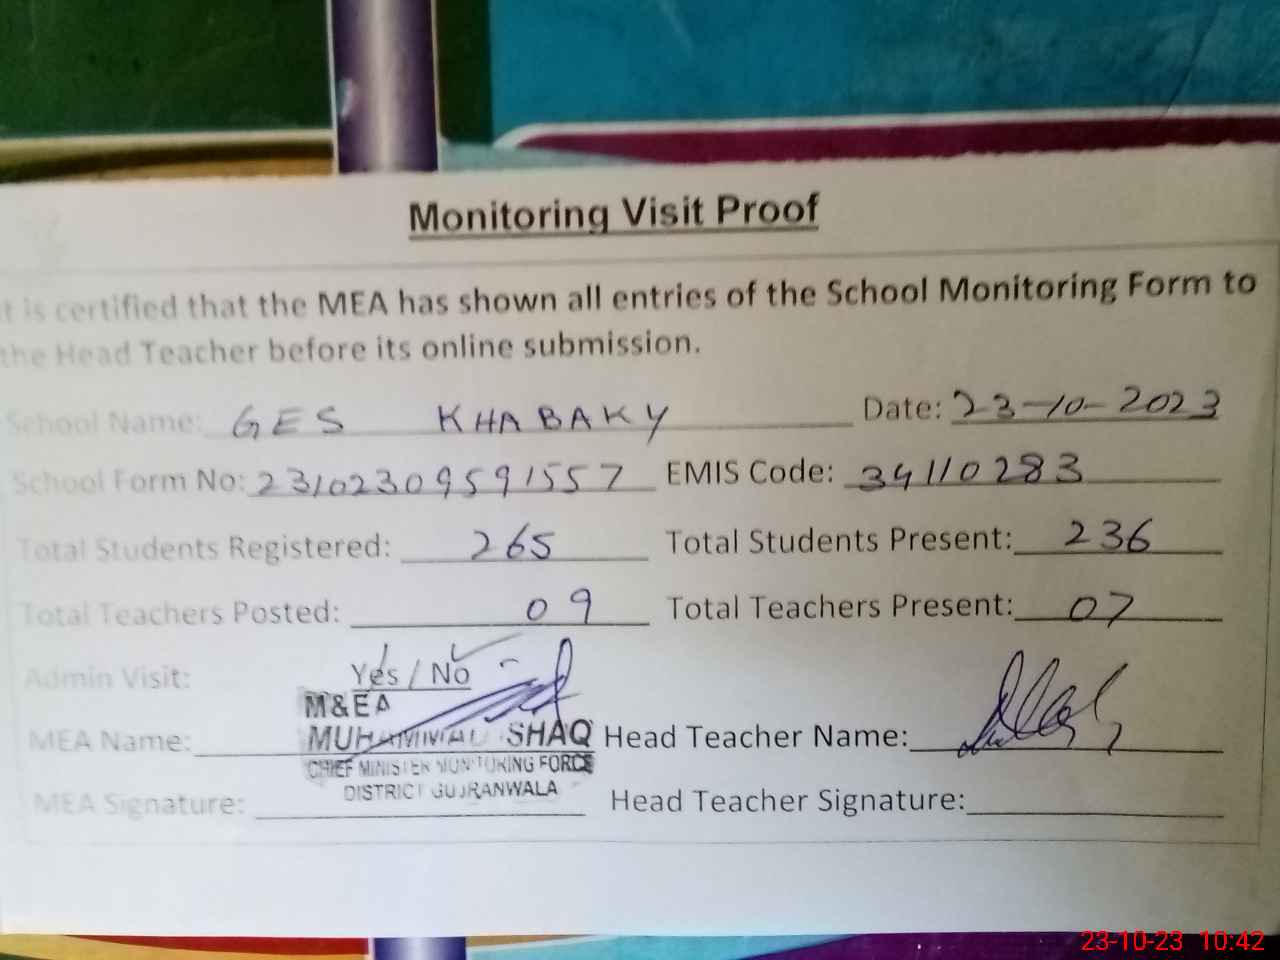 Monitoring Visit Proof
t is certified that the MEA has shown all entries of the School Monitoring Form to
the Head Teacher before its online submission.
School Name: GES KHABAKY Date: 23-10-2023
School Form No: 23102309591557 EMIS Code: 34110283
Total Students Registered: 265 Total Students Present: 236
Total Teachers Posted: 09 Total Teachers Present: 07
Admin Visit: Yes / No
M&EA
MEA Name: MUHAMMAD SHAQ Head Teacher Name:
CHIEF MINISTER MONITORING FORCE
DISTRICT GUJRANWALA
MEA Signature: Head Teacher Signature:
23-10-23 10:42